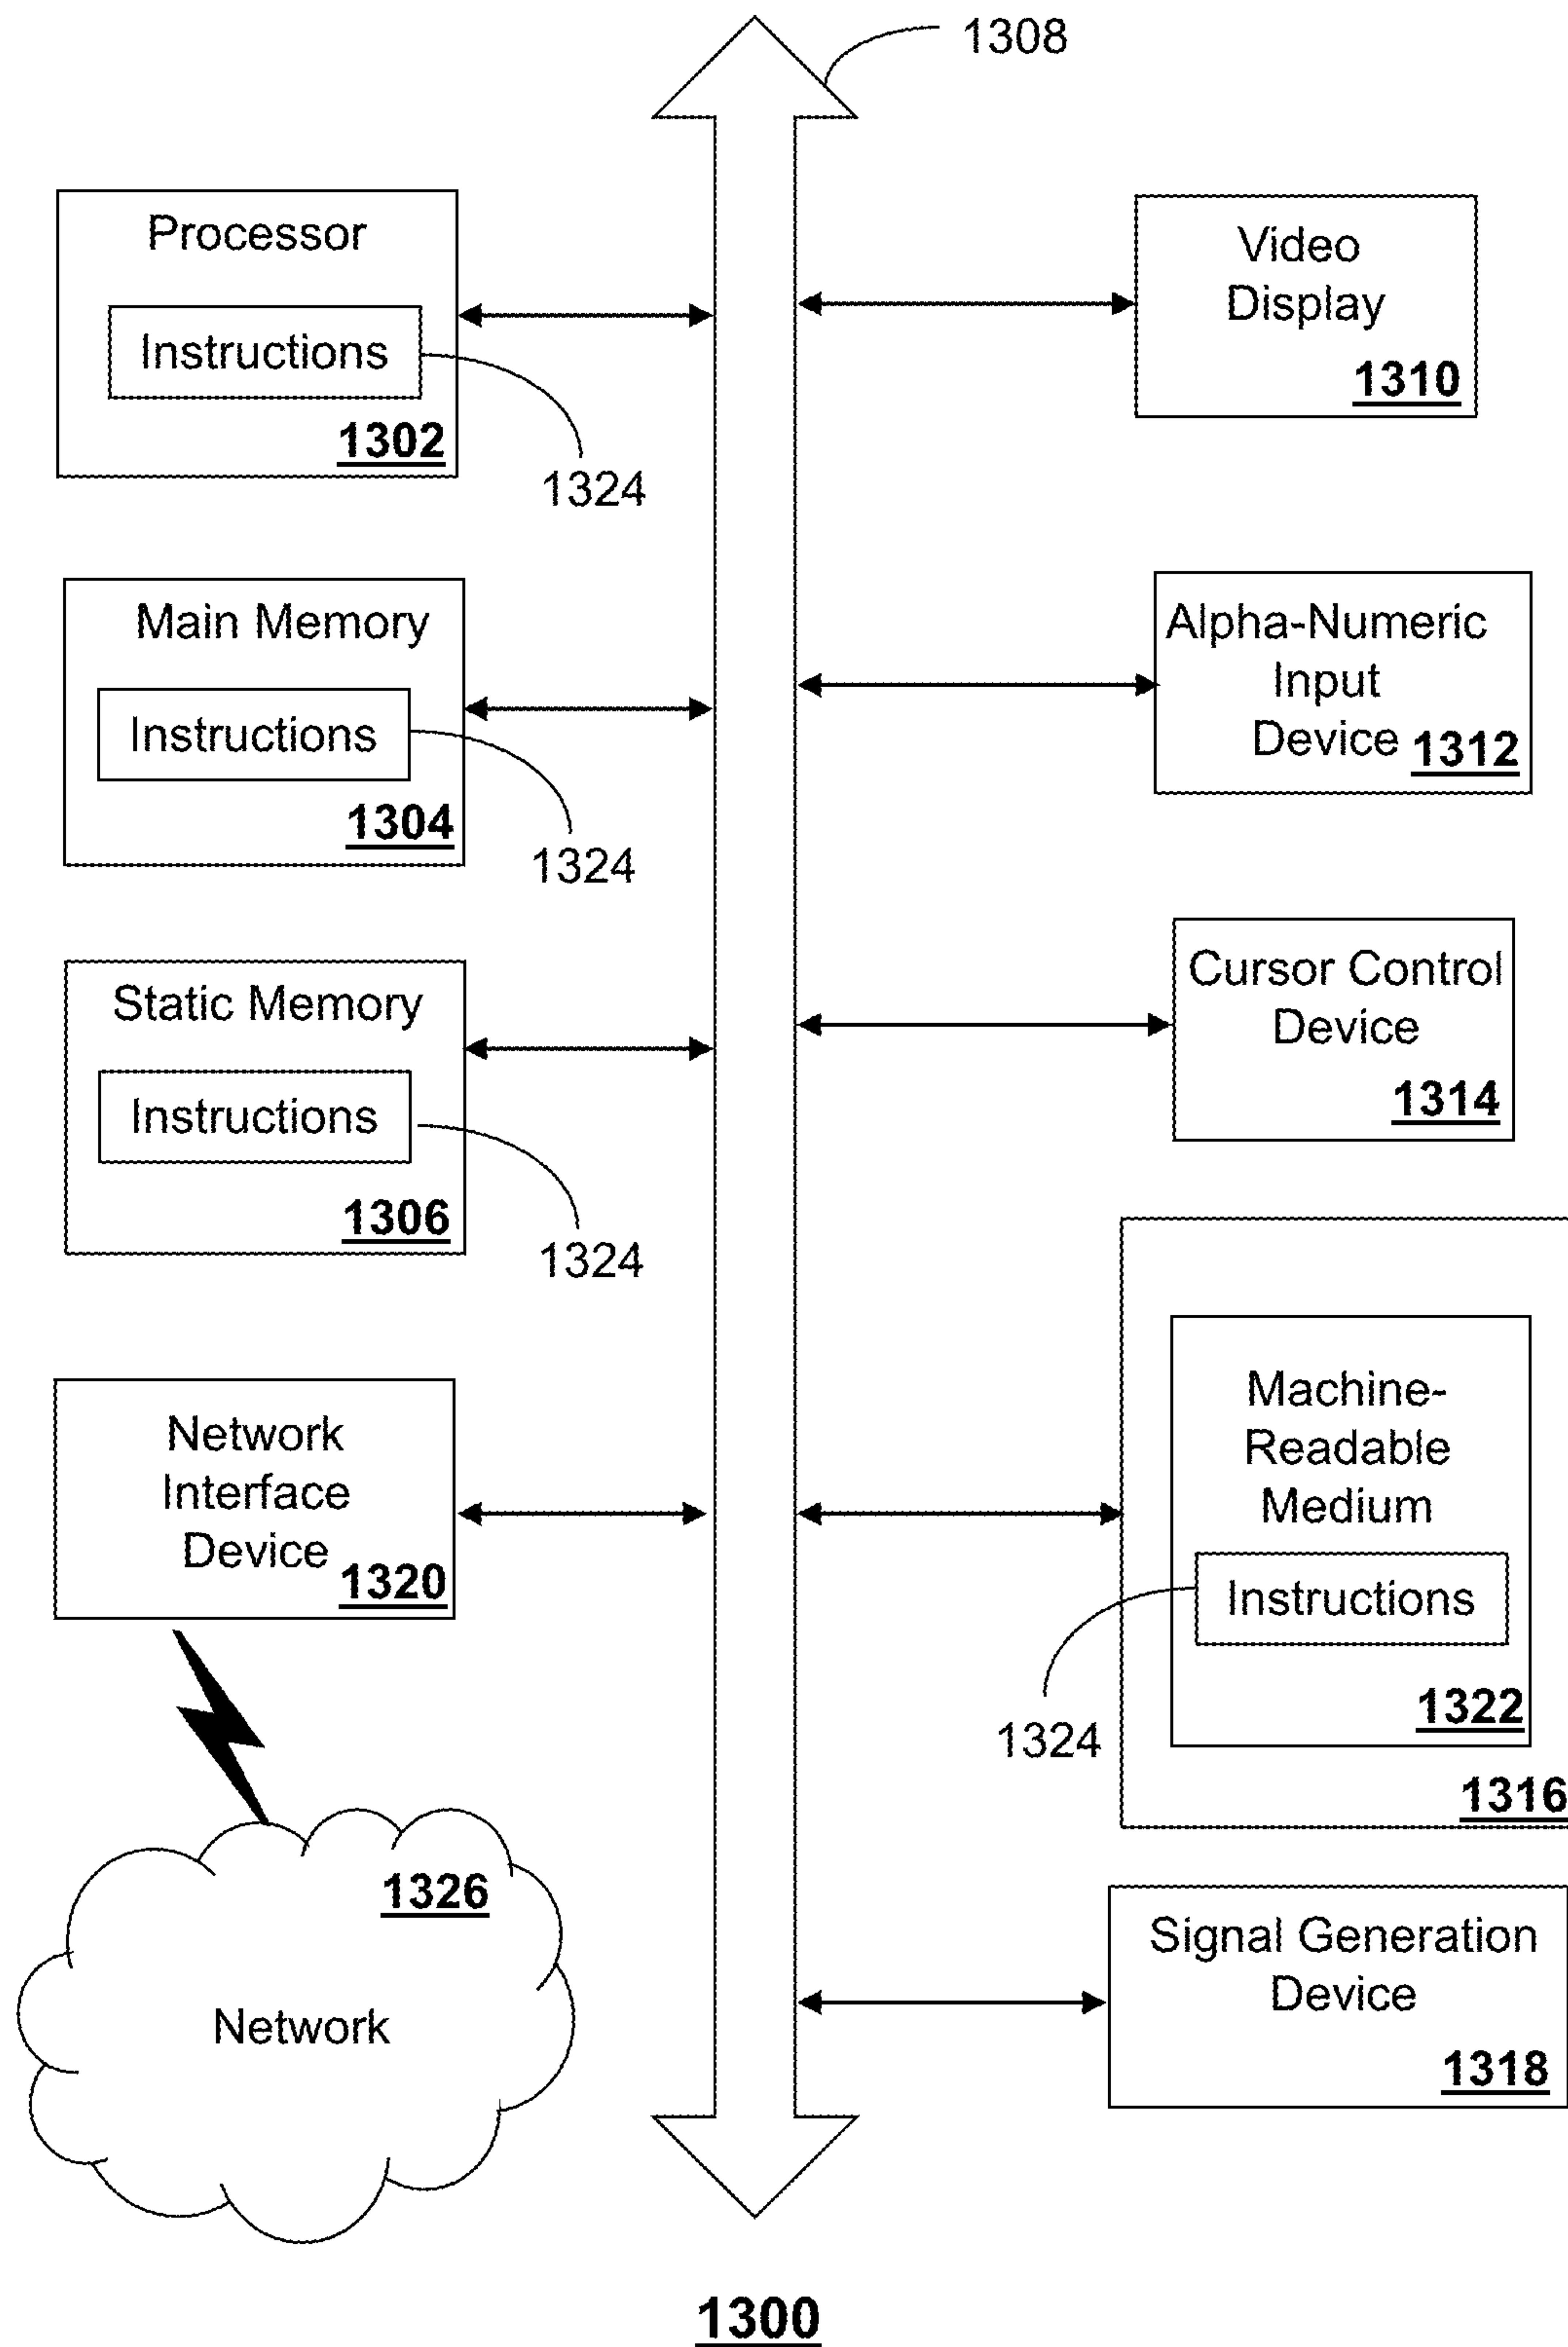 1308
Processor
Instructions
1302
1324
Main Memory
Instructions
1304
1324
Static Memory
Instructions
1306
1324
Network
Interface
Device
1320
1326
Network
Video
Display
1310
Alpha-Numeric
Input
Device 1312
Cursor Control
Device
1314
Machine-
Readable
Medium
Instructions
1322
1324
1316
Signal Generation
Device
1318
1300